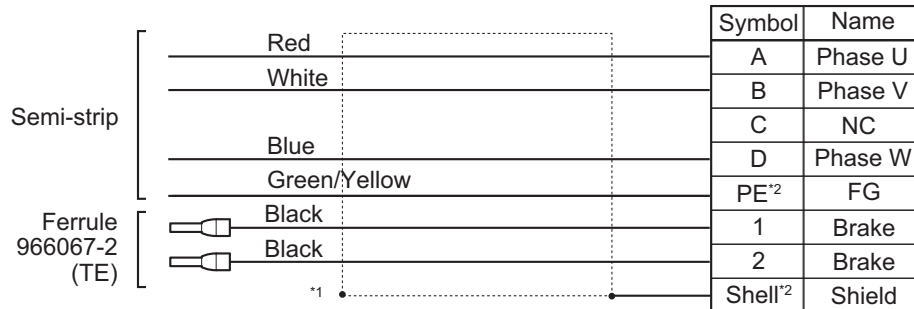 Symbol Name
Red
A Phase U
White
B Phase V
Semi-strip
C NC
Blue
D Phase W
Green/Yellow
PE*2 FG
Ferrule
966067-2
(TE)
Black
1 Brake
Black
2 Brake
*1
Shell*2 Shield